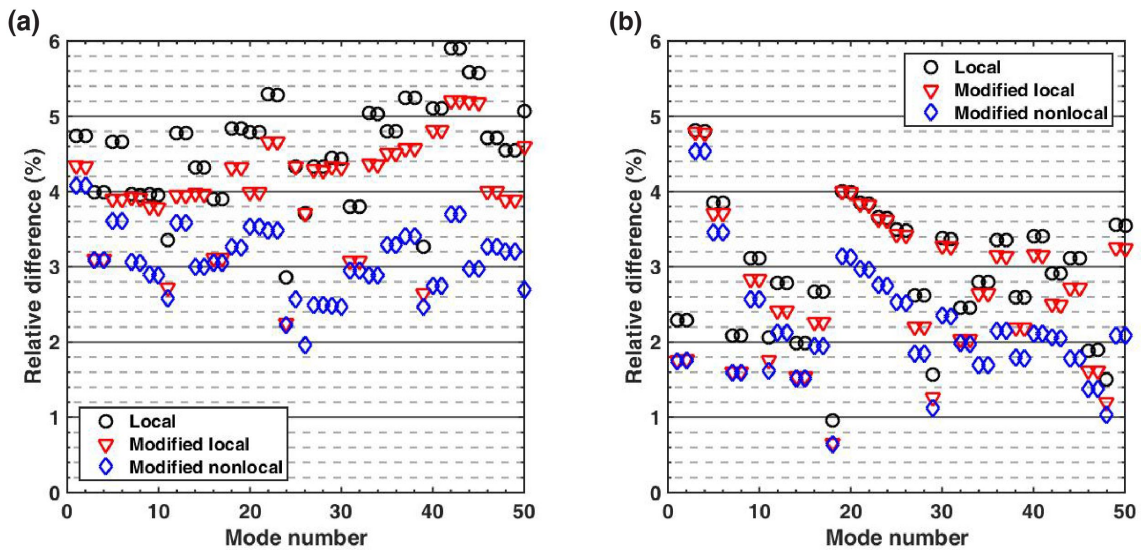 (a)
6
5
4
3
2
1
0
Relative difference (%)
Local
Modified local
Modified nonlocal
0 10 20 30 40 50
Mode number
(b)
6
5
4
3
2
1
0
Relative difference (%)
Local
Modified local
Modified nonlocal
0 10 20 30 40 50
Mode number